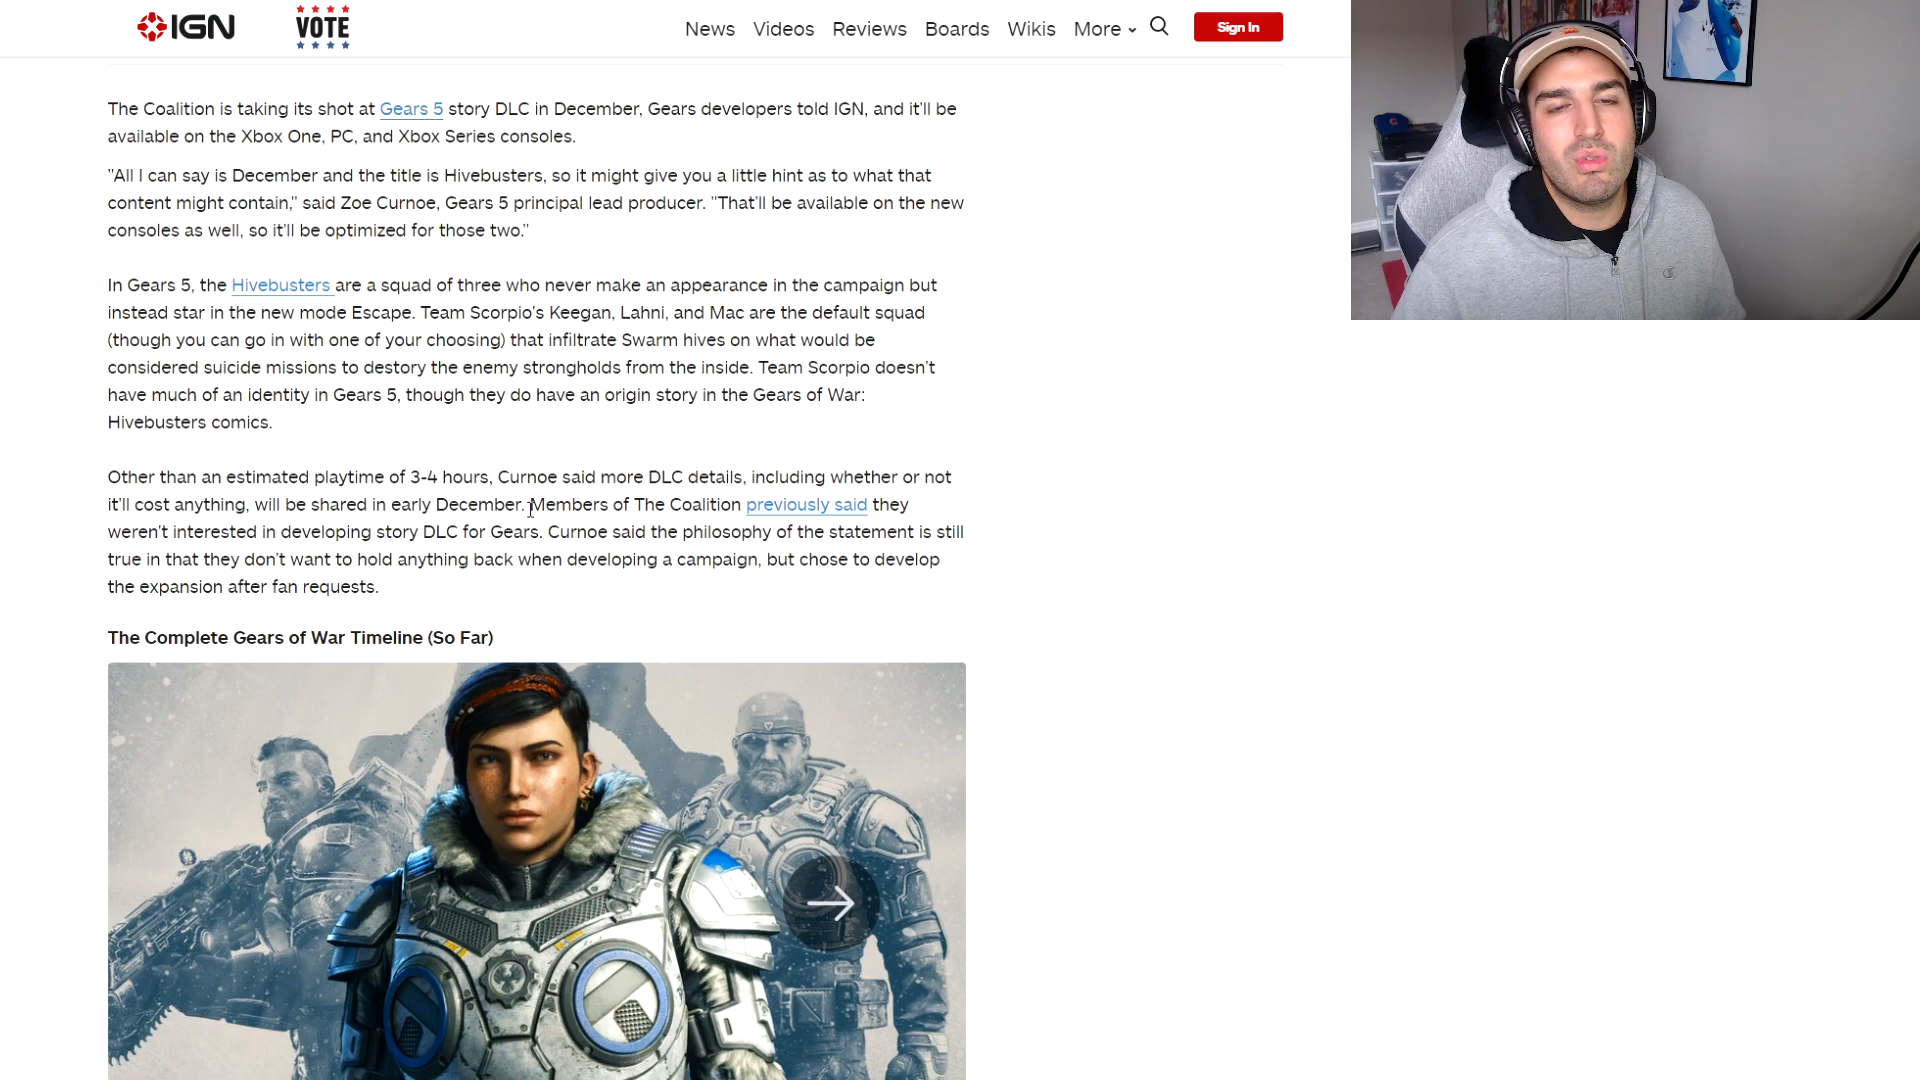 IGN
VOTE
News Videos Reviews Boards Wikis More
Sign In
The Coalition is taking its shot at Gears 5 story DLC in December, Gears developers told IGN, and it'll be
available on the Xbox One, PC, and Xbox Series consoles.
"All I can say is December and the title is Hivebusters, so it might give you a little hint as to what that
content might contain," said Zoe Curnoe, Gears 5 principal lead producer. "That'll be available on the new
consoles as well, so it'll be optimized for those two."
In Gears 5, the Hivebusters are a squad of three who never make an appearance in the campaign but
instead star in the new mode Escape. Team Scorpio's Keegan, Lahni, and Mac are the default squad
(though you can go in with one of your choosing) that infiltrate Swarm hives on what would be
considered suicide missions to destory the enemy strongholds from the inside. Team Scorpio doesn't
have much of an identity in Gears 5, though they do have an origin story in the Gears of War:
Hivebusters comics.
Other than an estimated playtime of 3-4 hours, Curnoe said more DLC details, including whether or not
it'll cost anything, will be shared in early December. Members of The Coalition previously said they
weren't interested in developing story DLC for Gears. Curnoe said the philosophy of the statement is still
true in that they don't want to hold anything back when developing a campaign, but chose to develop
the expansion after fan requests.
The Complete Gears of War Timeline (So Far)